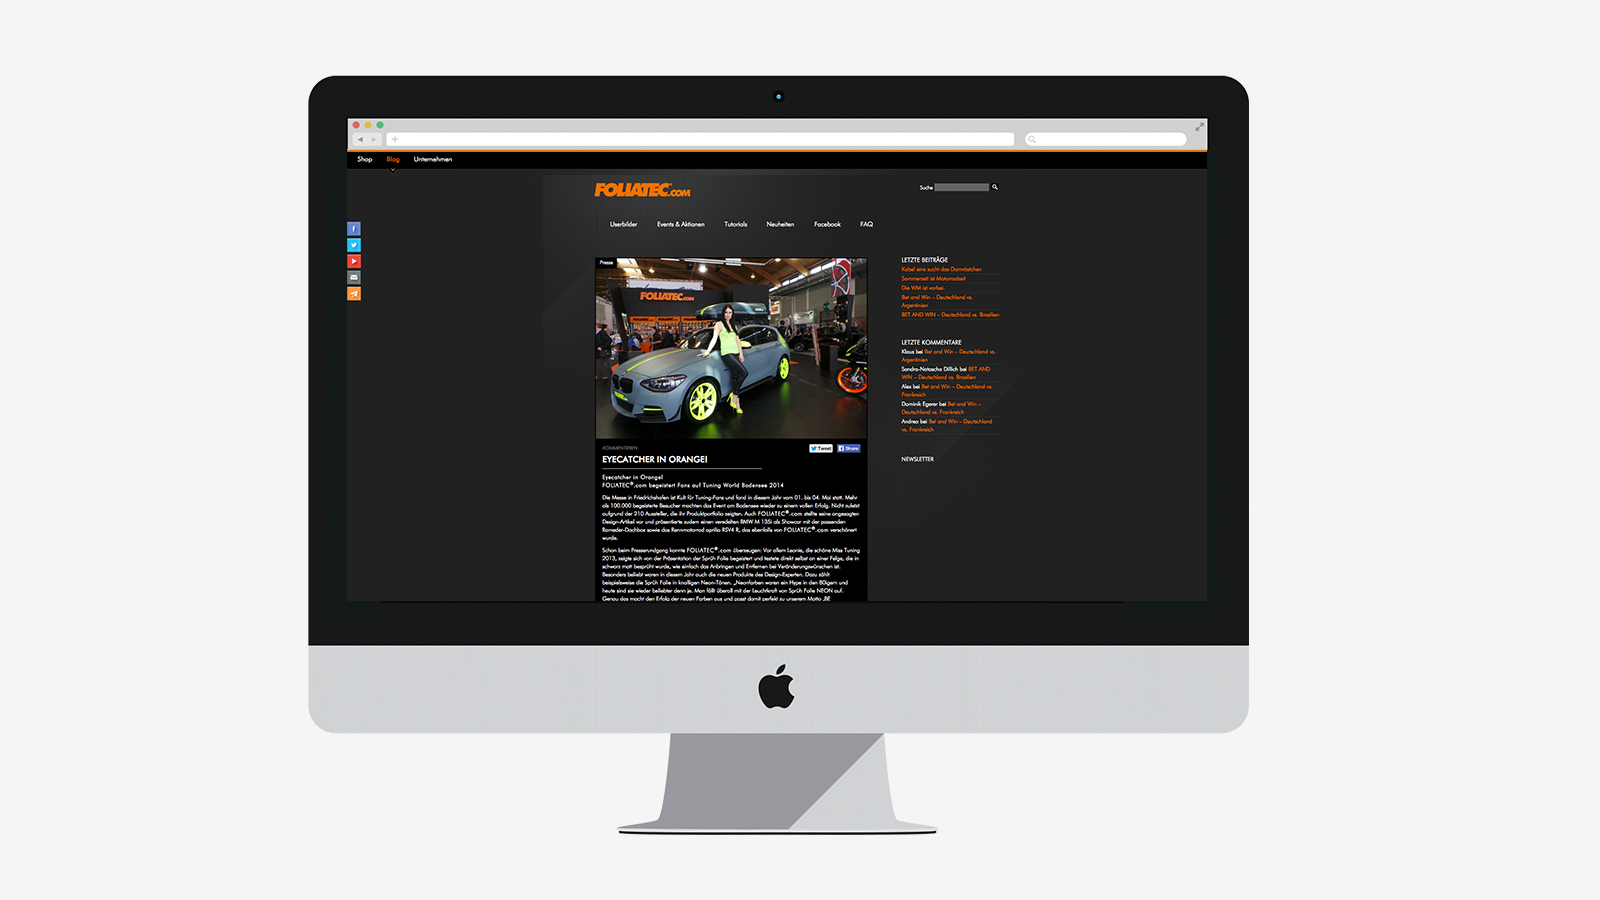 Shop Blog Unternehmen
FOLIATEC.COM
Suche
Userbilder Events & Aktionen Tutorials Neuheiten Facebook FAQ
Presse
FOLIATEC.COM
KOMMENTIEREN
Tweet Share
EYECATCHER IN ORANGE!
Eyecatcher in Orange!
FOLIATEC®.com begeistert Fans auf Tuning World Bodensee 2014
Die Messe in Friedrichshafen ist Kult für Tuning-Fans und fand in diesem Jahr vom 01. bis 04. Mai statt. Mehr
als 100.000 begeisterte Besucher machten das Event am Bodensee wieder zu einem vollen Erfolg. Nicht zuletzt
aufgrund der 210 Aussteller, die ihr Produktportfolio zeigten. Auch FOLIATEC®.com stellte seine angesagten
Design-Artikel vor und präsentierte zudem einen veredelten BMW M 135i als Showcar mit der passenden
Rameder-Dachbox sowie das Rennmotorrad aprilia RSV4 R, das ebenfalls von FOLIATEC®.com verschönert
wurde.
Schon beim Presserundgang konnte FOLIATEC®.com überzeugen: Vor allem Leonie, die schöne Miss Tuning
2013, zeigte sich von der Präsentation der Sprüh Folie begeistert und testete direkt selbst an einer Felge, die in
schwarz matt besprüht wurde, wie einfach das Anbringen und Entfernen bei Veränderungswünschen ist.
Besonders beliebt waren in diesem Jahr auch die neuen Produkte des Design-Experten. Dazu zählt
beispielsweise die Sprüh Folie in knalligen Neon-Tönen. „Neonfarben waren ein Hype in den 80igern und
heute sind sie wieder beliebter denn je. Man fällt überall mit der Leuchtkraft von Sprüh Folie NEON auf.
Genau das macht den Erfolg der neuen Farben aus und passt damit perfekt zu unserem Motto ‚BE
LETZTE BEITRÄGE
Kabel eins sucht das Dornröschen
Sommerzeit ist Motorradzeit
Die WM ist vorbei.
Bet and Win – Deutschland vs.
Argentinien
BET AND WIN – Deutschland vs. Brasilien
LETZTE KOMMENTARE
Klaus bei Bet and Win – Deutschland vs.
Argentinien
Sandra-Natascha Dillich bei BET AND
WIN – Deutschland vs. Brasilien
Alex bei Bet and Win – Deutschland vs.
Frankreich
Dominik Egerer bei Bet and Win –
Deutschland vs. Frankreich
Andrea bei Bet and Win – Deutschland
vs. Frankreich
NEWSLETTER